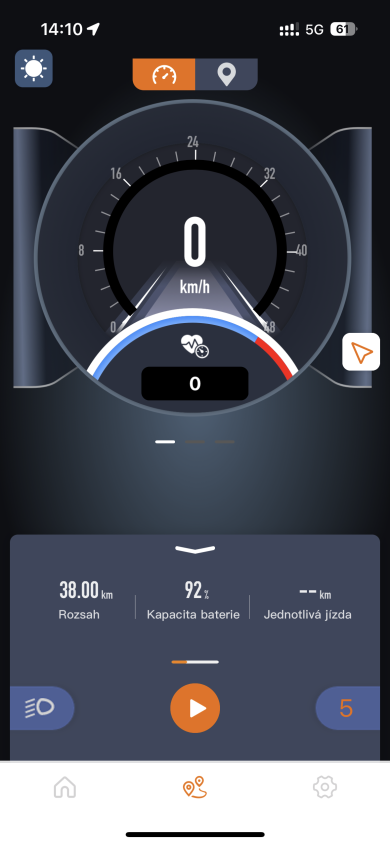 14:10
5G
61
24
16
32
8
0
km/h
40
0
48
0
38.00 km
92 %
-- km
Rozsah
Kapacita baterie
Jednotlivá jízda
5